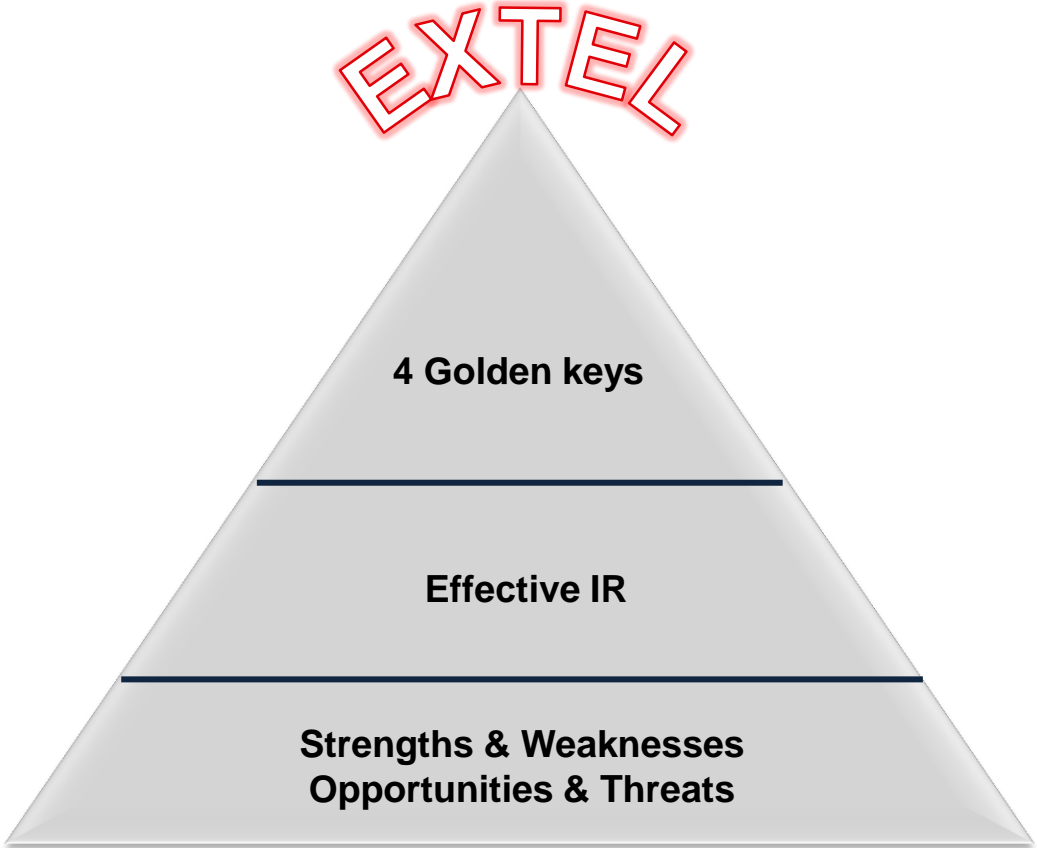 EXTEL
4 Golden keys
Effective IR
Strengths & Weaknesses
Opportunities & Threats